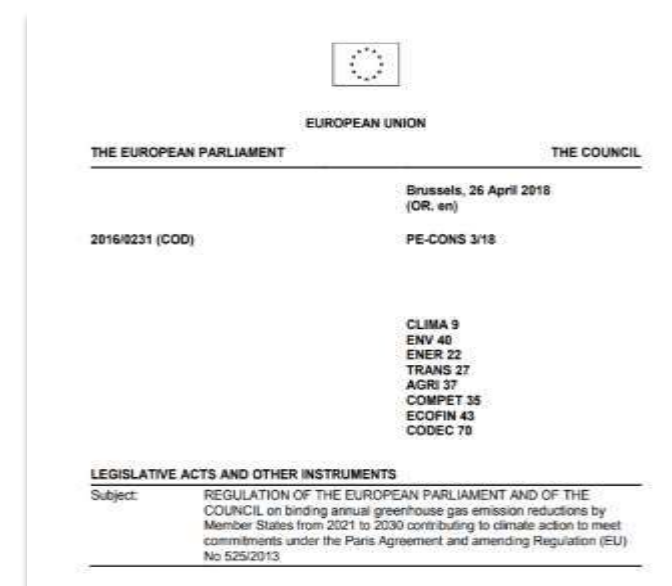 EUROPEAN UNION
THE EUROPEAN PARLIAMENT THE COUNCIL
Brussels, 26 April 2018
(OR. en)
2016/0231 (COD) PE-CONS 3/18
CLIMA 9
ENV 40
ENER 22
TRANS 27
AGRI 37
COMPET 35
ECOFIN 43
CODEC 70
LEGISLATIVE ACTS AND OTHER INSTRUMENTS
Subject: REGULATION OF THE EUROPEAN PARLIAMENT AND OF THE
COUNCIL on binding annual greenhouse gas emission reductions by
Member States from 2021 to 2030 contributing to climate action to meet
commitments under the Paris Agreement and amending Regulation (EU)
No 525/2013